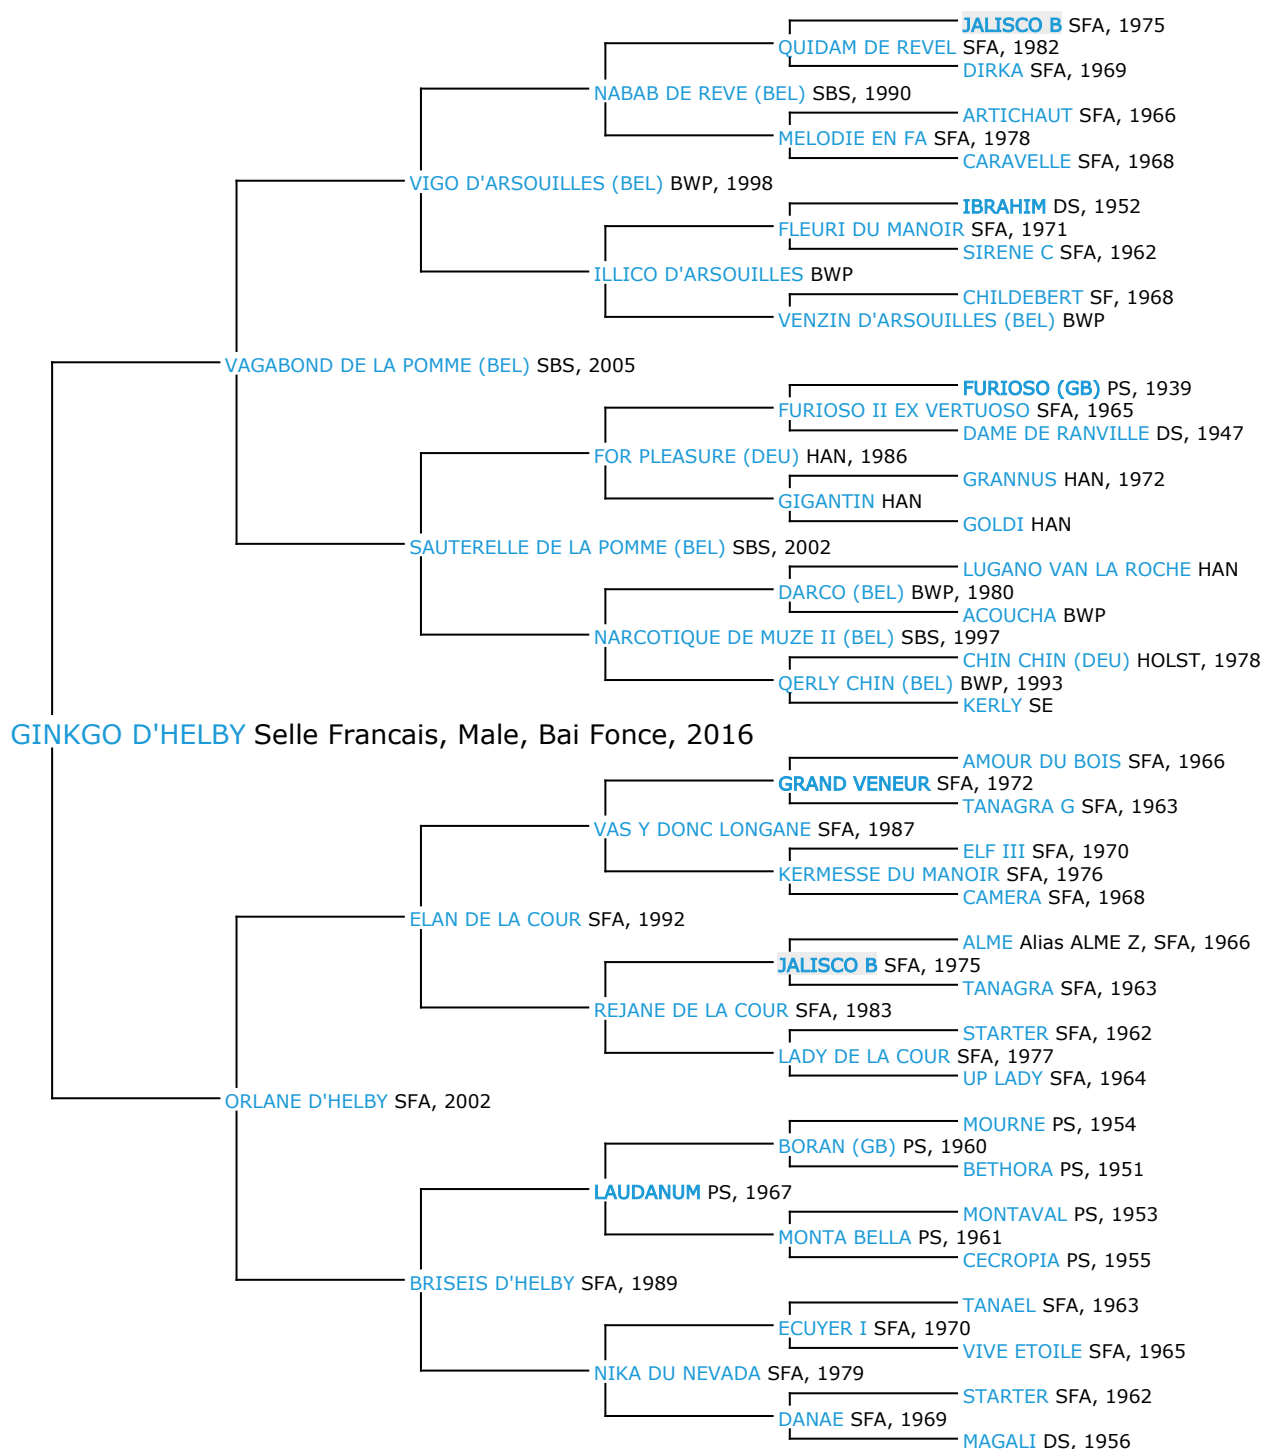 JALISCO B SFA, 1975
QUIDAM DE REVEL SFA, 1982
DIRKA SFA, 1969
NABAB DE REVE (BEL) SBS, 1990
ARTICHAUT SFA, 1966
MELODIE EN FA SFA, 1978
CARAVELLE SFA, 1968
VIGO D'ARSOUILLES (BEL) BWP, 1998
IBRAHIM DS, 1952
FLEURI DU MANOIR SFA, 1971
SIRENE C SFA, 1962
ILLICO D'ARSOUILLES BWP
CHILDEBERT SF, 1968
VENZIN D'ARSOUILLES (BEL) BWP
VAGABOND DE LA POMME (BEL) SBS, 2005
FURIOSO (GB) PS, 1939
FURIOSO II EX VERTUOSO SFA, 1965
DAME DE RANVILLE DS, 1947
FOR PLEASURE (DEU) HAN, 1986
GRANNUS HAN, 1972
GIGANTIN HAN
GOLDI HAN
SAUTERELLE DE LA POMME (BEL) SBS, 2002
LUGANO VAN LA ROCHE HAN
DARCO (BEL) BWP, 1980
ACOUCHA BWP
NARCOTIQUE DE MUZE II (BEL) SBS, 1997
CHIN CHIN (DEU) HOLST, 1978
QERLY CHIN (BEL) BWP, 1993
KERLY SE
GINKGO D'HELBY Selle Francais, Male, Bai Fonce, 2016
AMOUR DU BOIS SFA, 1966
GRAND VENEUR SFA, 1972
TANAGRA G SFA, 1963
VAS Y DONC LONGANE SFA, 1987
ELF III SFA, 1970
KERMESSE DU MANOIR SFA, 1976
CAMERA SFA, 1968
ELAN DE LA COUR SFA, 1992
ALME Alias ALME Z, SFA, 1966
JALISCO B SFA, 1975
TANAGRA SFA, 1963
REJANE DE LA COUR SFA, 1983
STARTER SFA, 1962
LADY DE LA COUR SFA, 1977
UP LADY SFA, 1964
ORLANE D'HELBY SFA, 2002
MOURNE PS, 1954
BORAN (GB) PS, 1960
BETHORA PS, 1951
LAUDANUM PS, 1967
MONTAVAL PS, 1953
MONTA BELLA PS, 1961
CECROPIA PS, 1955
BRISEIS D'HELBY SFA, 1989
TANAEL SFA, 1963
ECUYER I SFA, 1970
VIVE ETOILE SFA, 1965
NIKA DU NEVADA SFA, 1979
STARTER SFA, 1962
DANAE SFA, 1969
MAGALI DS, 1956